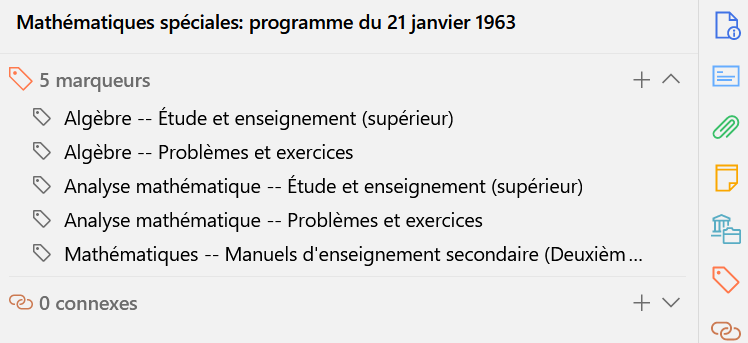 Mathématiques spéciales: programme du 21 janvier 1963
5 marqueurs
Algèbre -- Étude et enseignement (supérieur)
Algèbre -- Problèmes et exercices
Analyse mathématique -- Étude et enseignement (supérieur)
Analyse mathématique -- Problèmes et exercices
Mathématiques -- Manuels d'enseignement secondaire (Deuxièm ...
0 connexes